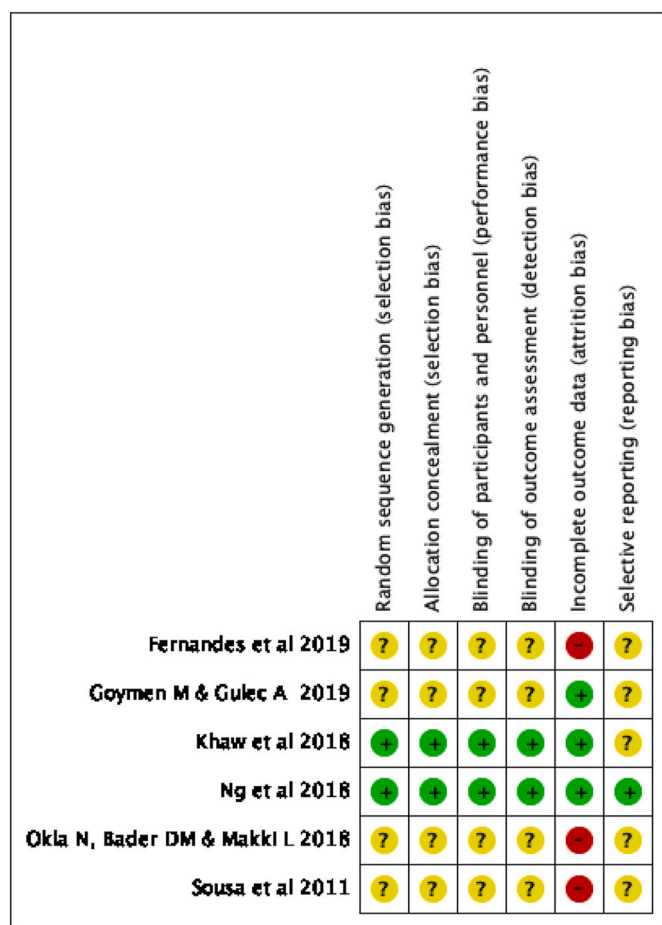 Random sequence generation (selection bias)
Allocation concealment (selection bias)
Blinding of participants and personnel (performance bias)
Blinding of outcome assessment (detection bias)
Incomplete outcome data (attrition bias)
Selective reporting (reporting bias)
Fernandes et al 2019 ? ? ? ? - ?
Goymen M & Gulec A 2019 ? ? ? ? + ?
Khaw et al 2018 + + + + + ?
Ng et al 2018 + + + + + +
Okla N, Bader DM & Makki L 2018 ? ? ? ? - ?
Sousa et al 2011 ? ? ? ? - ?